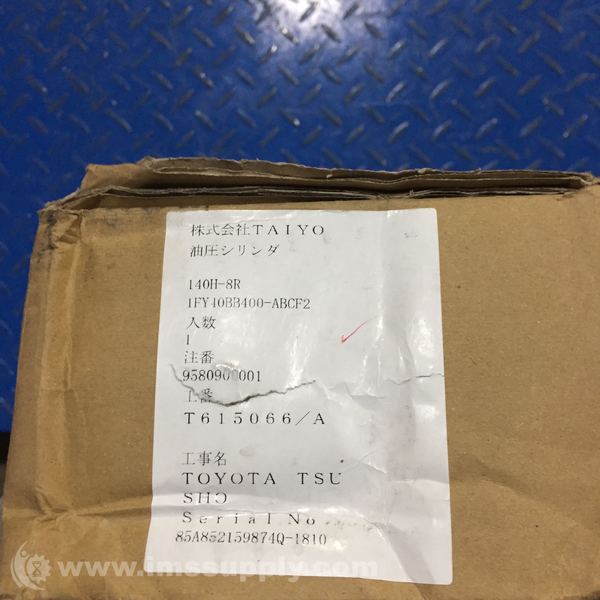 株式会社TAIYO
油圧シリンダ
140H-8R
1FY40BB400-ABCF2
入数
1
注番
9580900001
工番
T615066/A
工事名
TOYOTA TSU
SHO
Serial No.
85A852159874Q-1810
www.imssupply.com